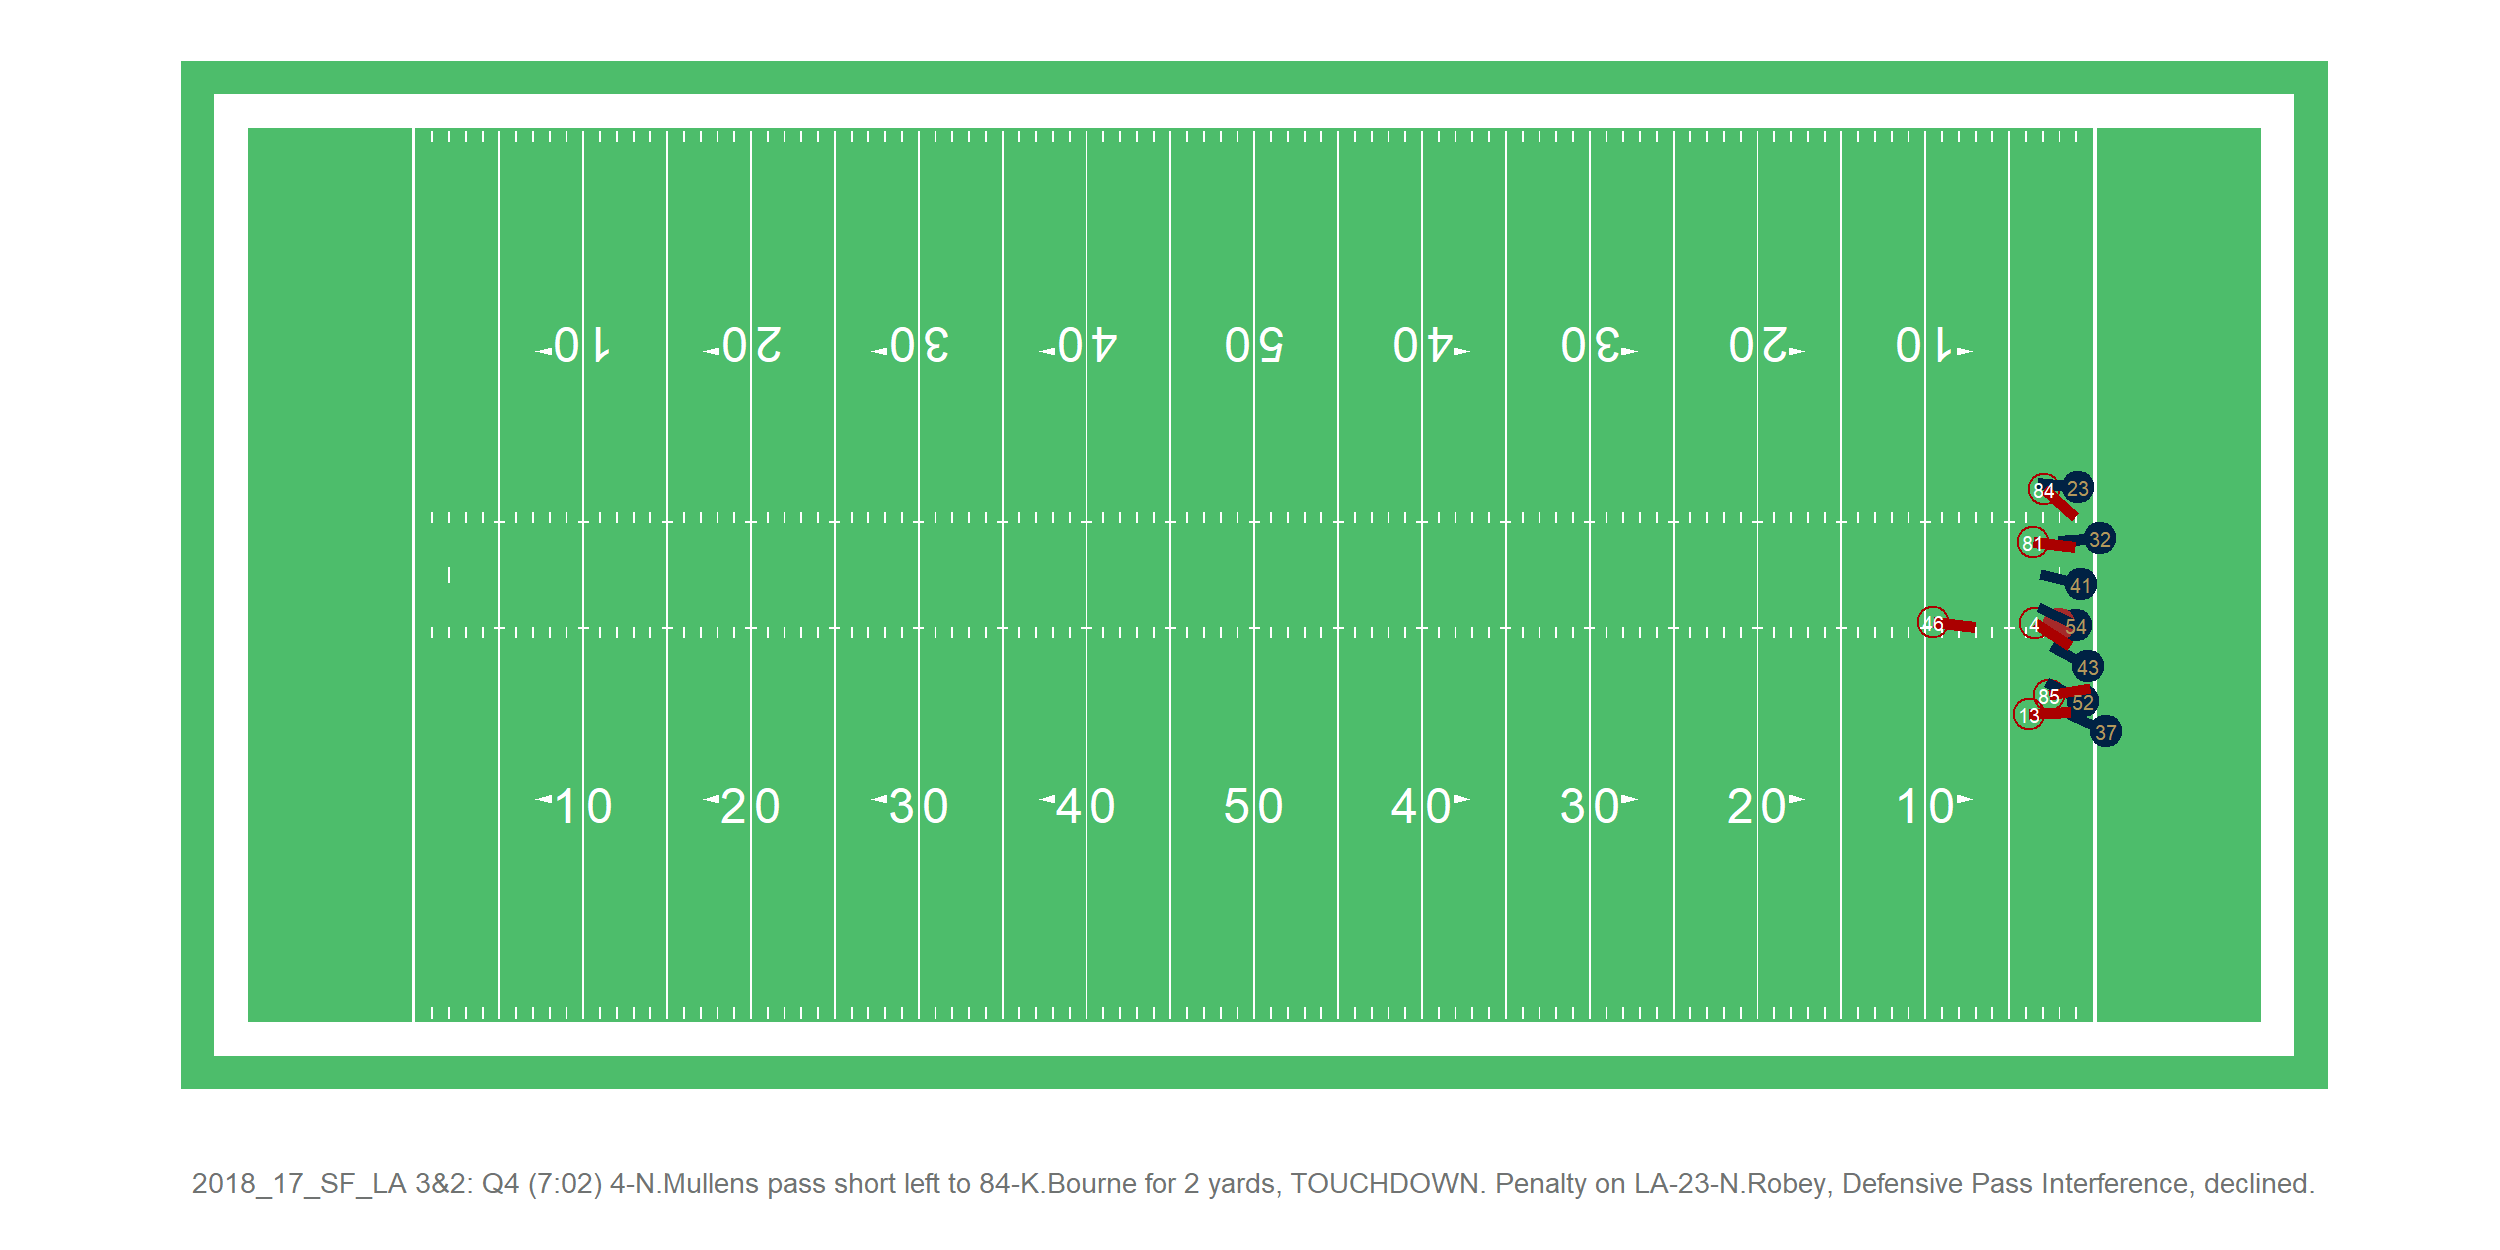 10 20 30 40 50 40 30 20 10
84 23
81 32
41
46 4 54
43
85 52
13 37
10 20 30 40 50 40 30 20 10
2018_17_SF_LA 3&2: Q4 (7:02) 4-N.Mullens pass short left to 84-K.Bourne for 2 yards, TOUCHDOWN. Penalty on LA-23-N.Robey, Defensive Pass Interference, declined.